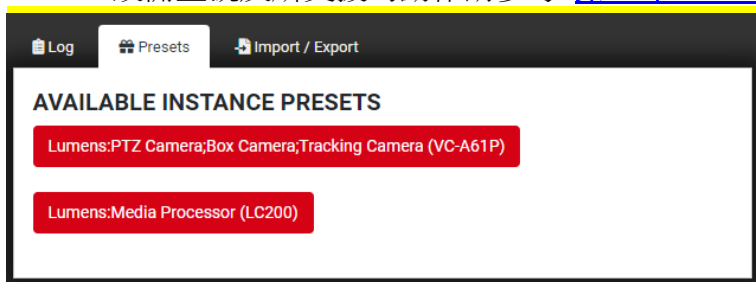 Log Presets Import / Export
AVAILABLE INSTANCE PRESETS
Lumens:PTZ Camera;Box Camera;Tracking Camera (VC-A61P)
Lumens:Media Processor (LC200)